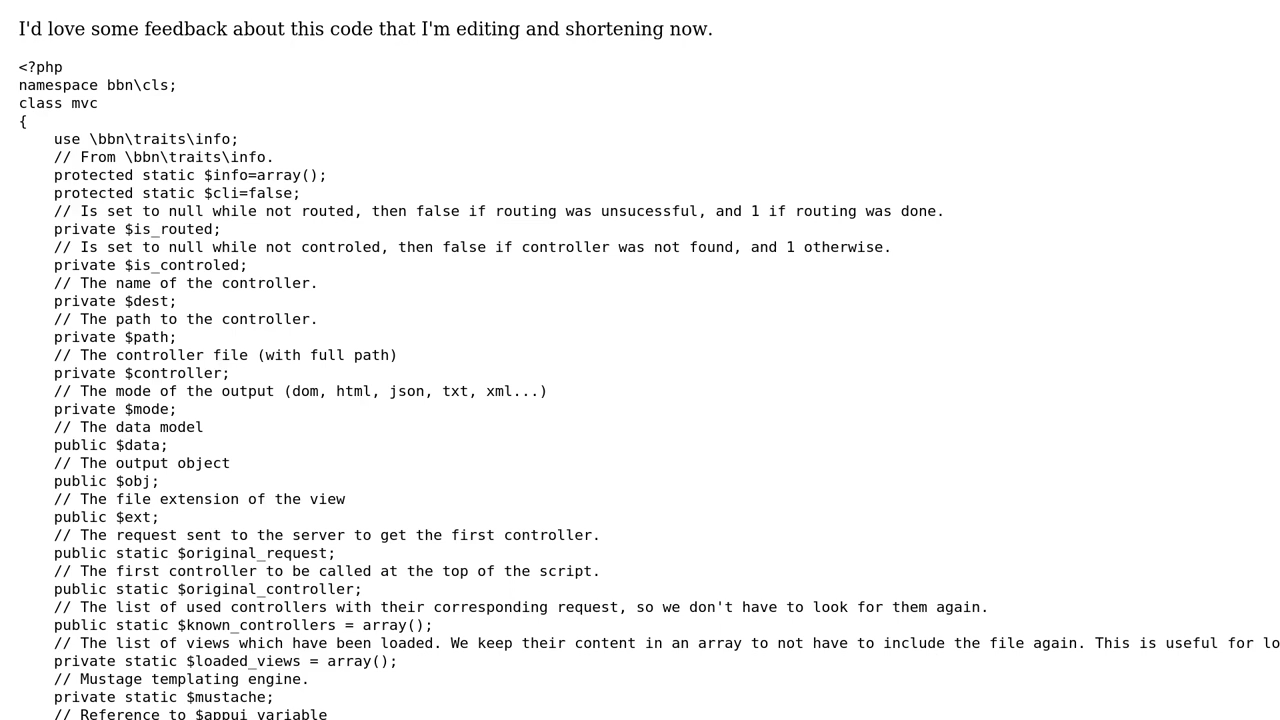 I'd love some feedback about this code that I'm editing and shortening now.
<?php
namespace bbn\cls;
class mvc
{
    use \bbn\traits\info;
    // From \bbn\traits\info.
    protected static $info=array();
    protected static $cli=false;
    // Is set to null while not routed, then false if routing was unsucessful, and 1 if routing was done.
    private $is_routed;
    // Is set to null while not controled, then false if controller was not found, and 1 otherwise.
    private $is_controled;
    // The name of the controller.
    private $dest;
    // The path to the controller.
    private $path;
    // The controller file (with full path)
    private $controller;
    // The mode of the output (dom, html, json, txt, xml...)
    private $mode;
    // The data model
    public $data;
    // The output object
    public $obj;
    // The file extension of the view
    public $ext;
    // The request sent to the server to get the first controller.
    public static $original_request;
    // The first controller to be called at the top of the script.
    public static $original_controller;
    // The list of used controllers with their corresponding request, so we don't have to look for them again.
    public static $known_controllers = array();
    // The list of views which have been loaded. We keep their content in an array to not have to include the file again. This is useful for lo
    private static $loaded_views = array();
    // Mustage templating engine.
    private static $mustache;
    // Reference to $appui variable